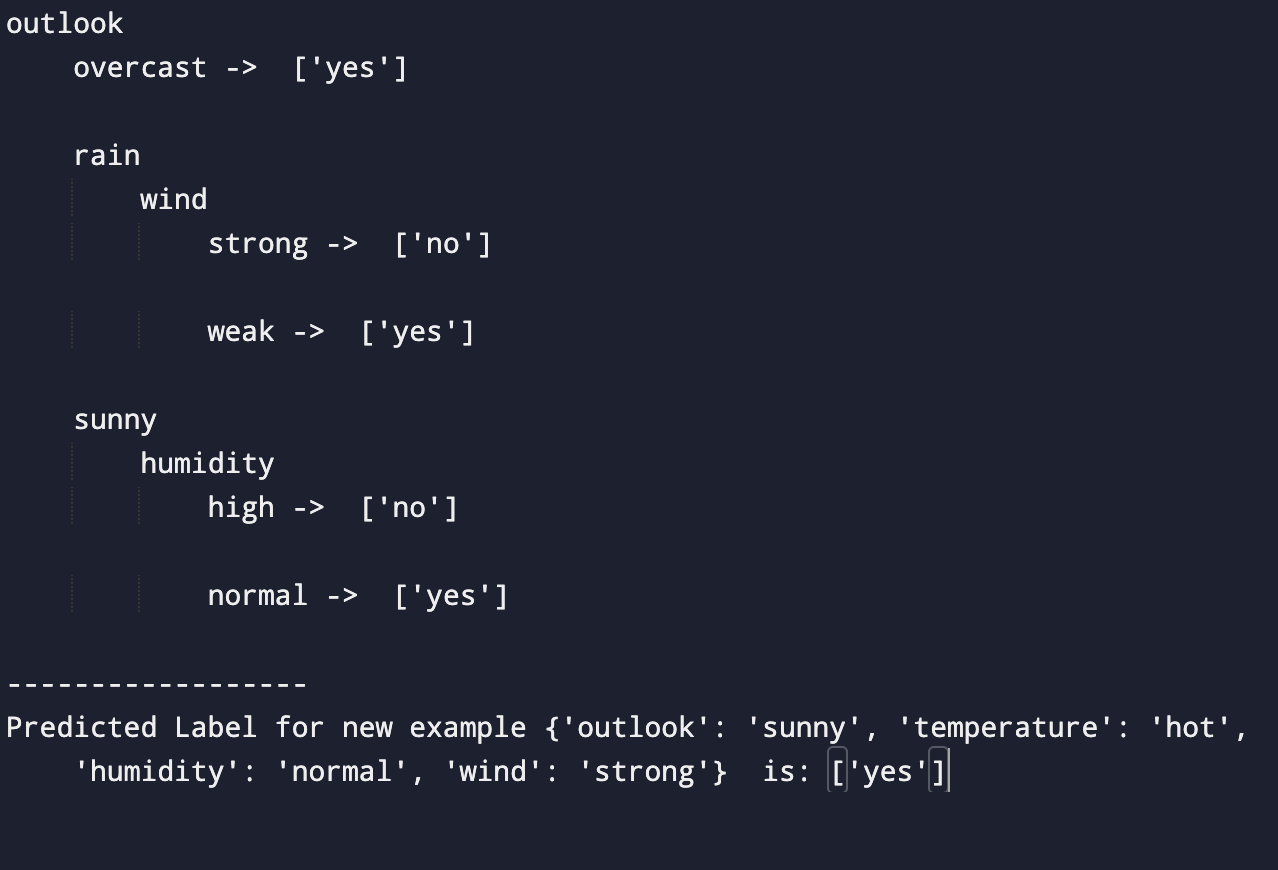 outlook
overcast ->  ['yes']
rain
wind
strong ->  ['no']
weak ->  ['yes']
sunny
humidity
high ->  ['no']
normal ->  ['yes']
------------------
Predicted Label for new example {'outlook': 'sunny', 'temperature': 'hot',
'humidity': 'normal', 'wind': 'strong'}  is: ['yes']